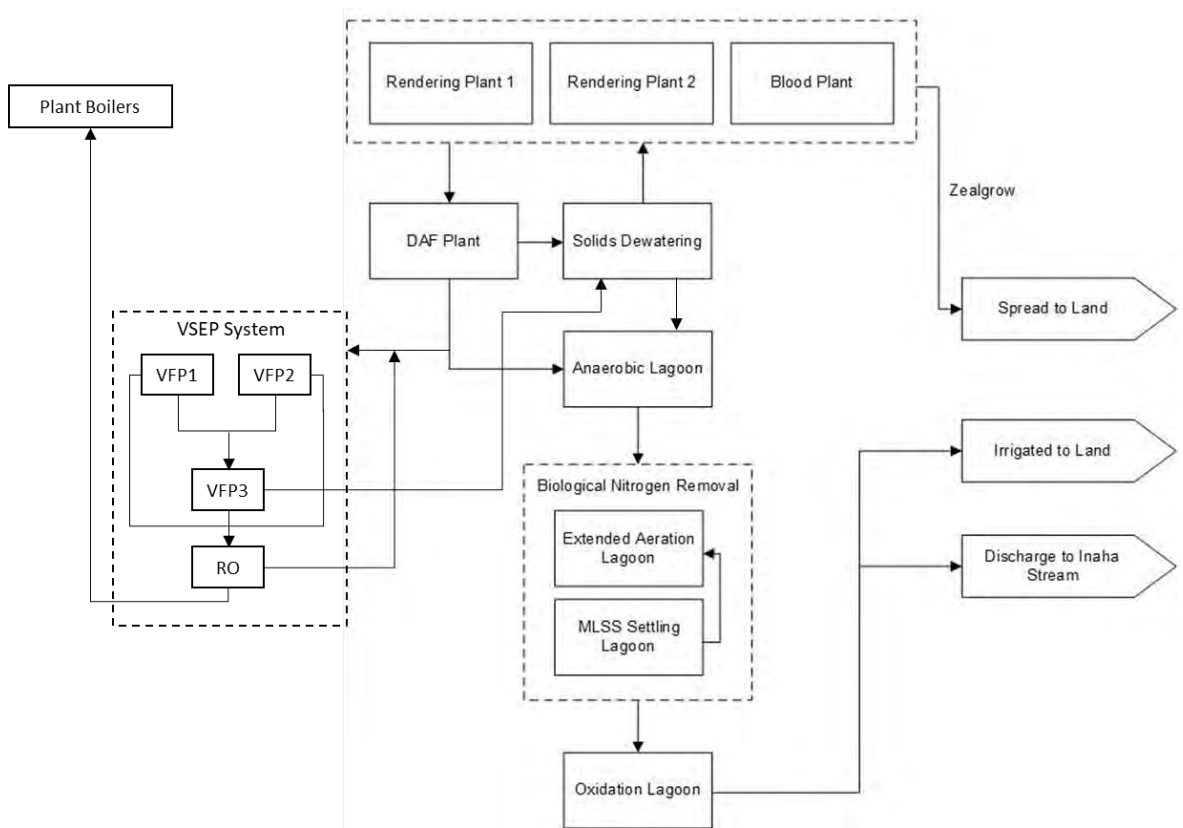 Rendering Plant 1
Rendering Plant 2
Blood Plant
Plant Boilers
Zealgrow
DAF Plant
Solids Dewatering
Spread to Land
VSEP System
VFP1
VFP2
Anaerobic Lagoon
Irrigated to Land
VFP3
Biological Nitrogen Removal
Extended Aeration
Lagoon
Discharge to Inaha
Stream
RO
MLSS Settling
Lagoon
Oxidation Lagoon